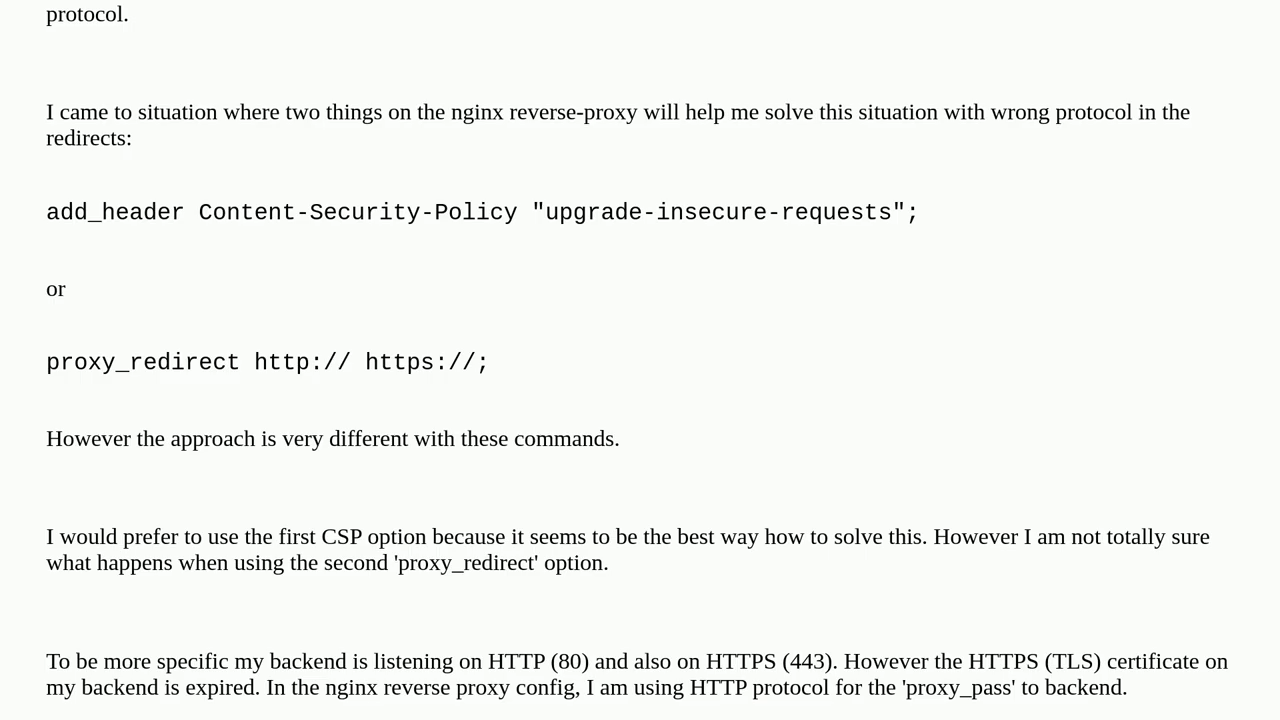 protocol.
I came to situation where two things on the nginx reverse-proxy will help me solve this situation with wrong protocol in the
redirects:
add_header Content-Security-Policy "upgrade-insecure-requests";
or
proxy_redirect http:// https://;
However the approach is very different with these commands.
I would prefer to use the first CSP option because it seems to be the best way how to solve this. However I am not totally sure
what happens when using the second 'proxy_redirect' option.
To be more specific my backend is listening on HTTP (80) and also on HTTPS (443). However the HTTPS (TLS) certificate on
my backend is expired. In the nginx reverse proxy config, I am using HTTP protocol for the 'proxy_pass' to backend.